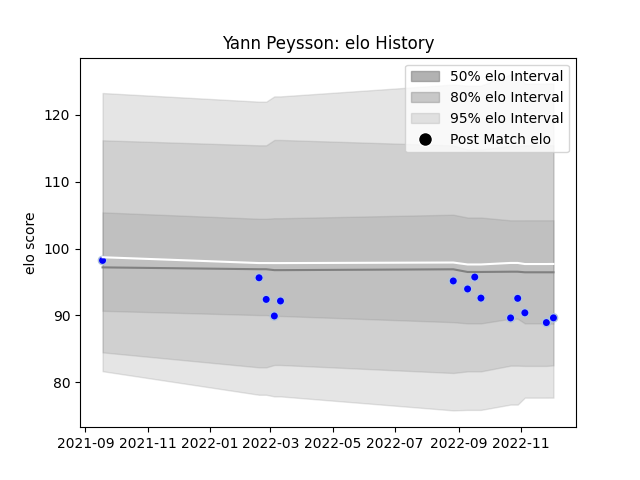 Yann Peysson: elo History
50% elo Interval
80% elo Interval
95% elo Interval
Post Match elo
elo score
120
110
100
90
80
2021-09 2021-11 2022-01 2022-03 2022-05 2022-07 2022-09 2022-11